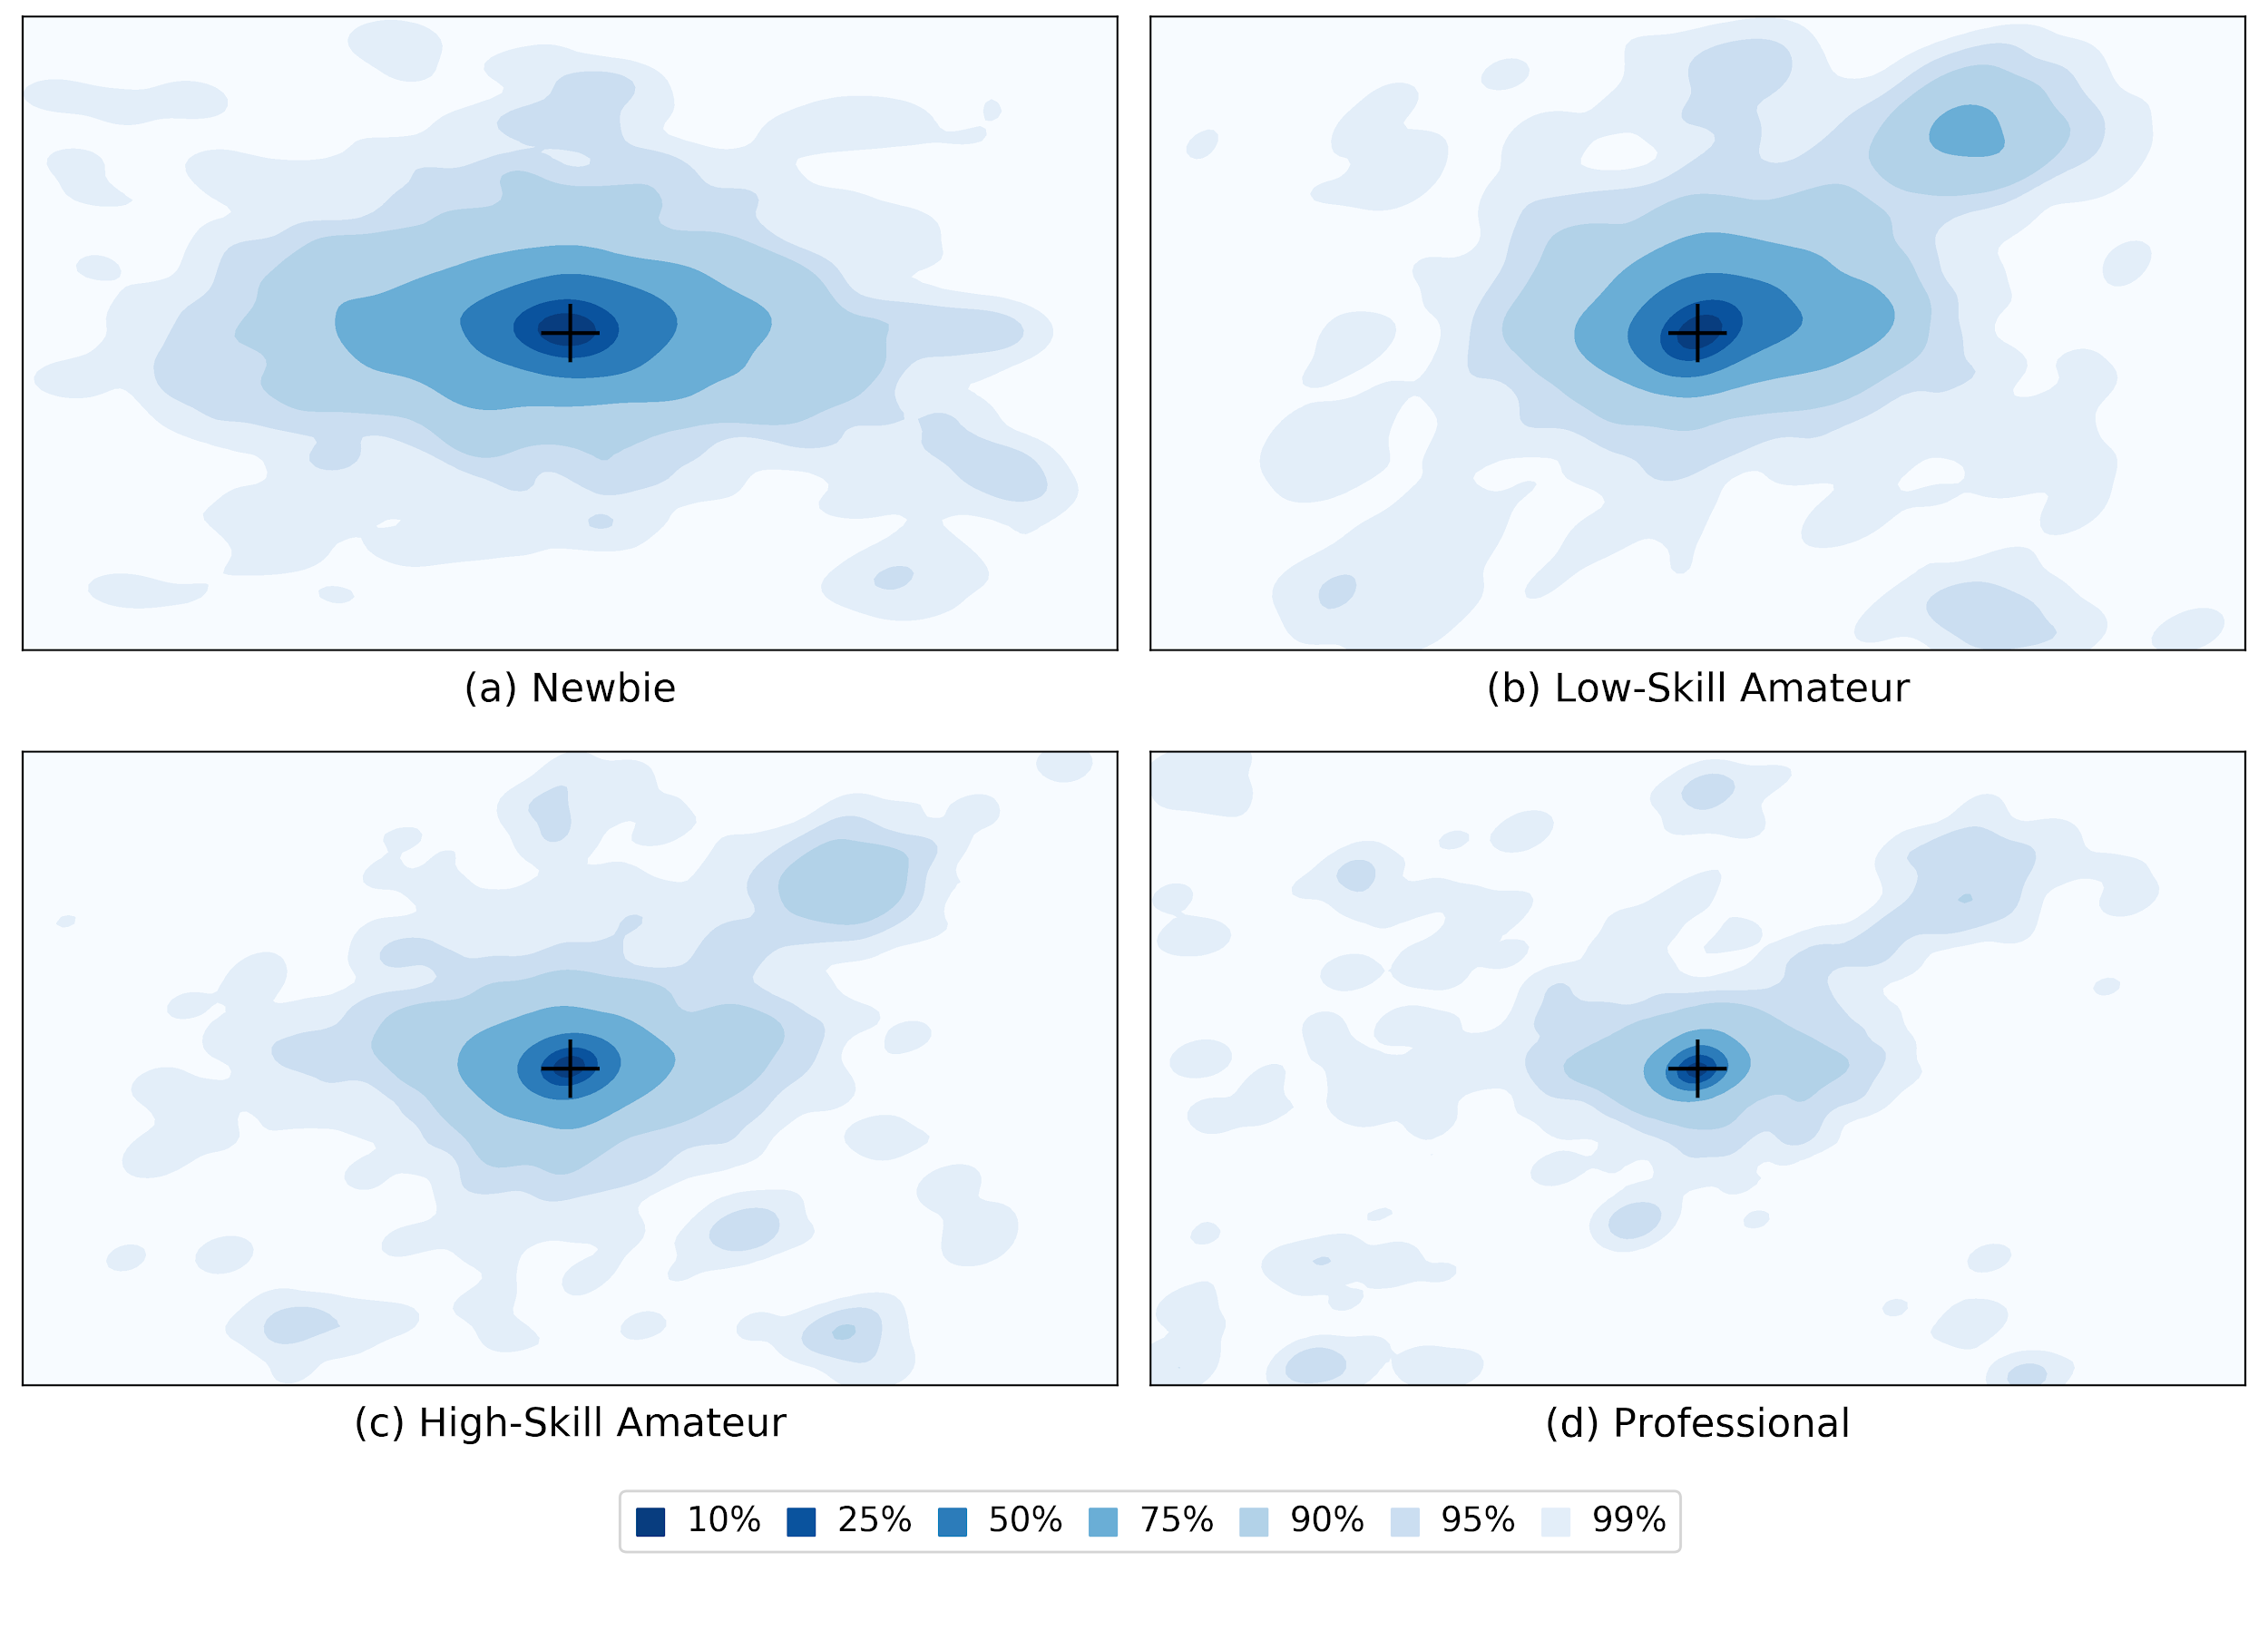 (a) Newbie
(b) Low-Skill Amateur
(c) High-Skill Amateur
(d) Professional
10% 25% 50% 75% 90% 95% 99%